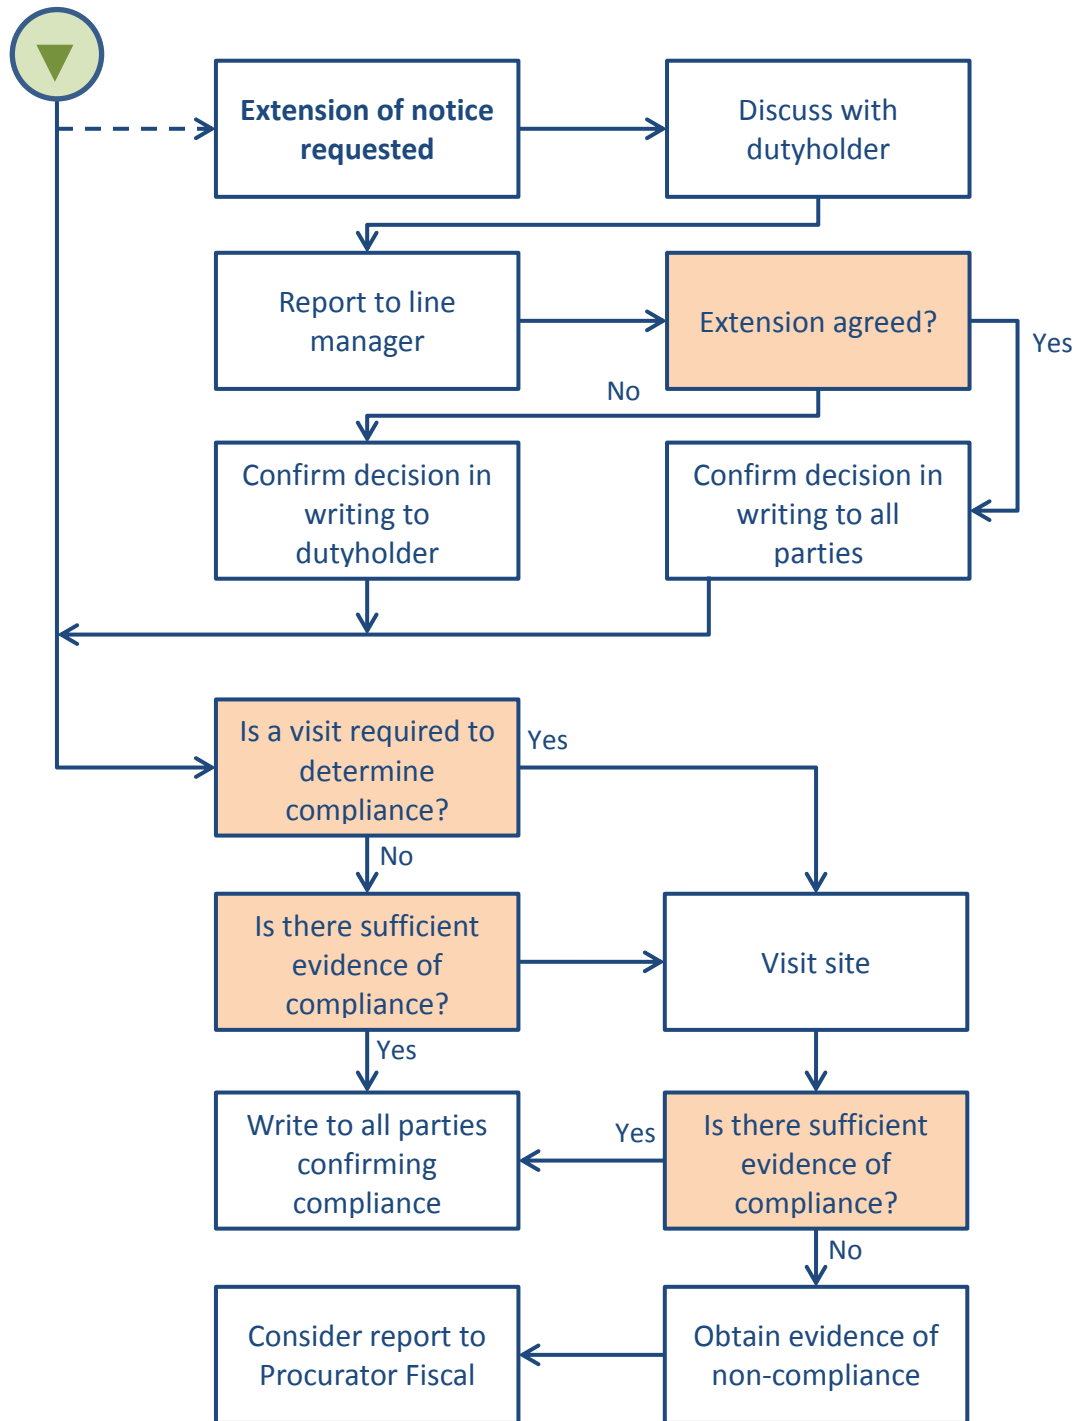 Extension of notice
requested
Discuss with
dutyholder
Report to line
manager
Extension agreed?
Yes
No
Confirm decision in
writing to
dutyholder
Confirm decision in
writing to all
parties
Is a visit required to
determine
compliance?
Yes
No
Is there sufficient
evidence of
compliance?
Visit site
Yes
Write to all parties
confirming
compliance
Yes
Is there sufficient
evidence of
compliance?
No
Consider report to
Procurator Fiscal
Obtain evidence of
non-compliance